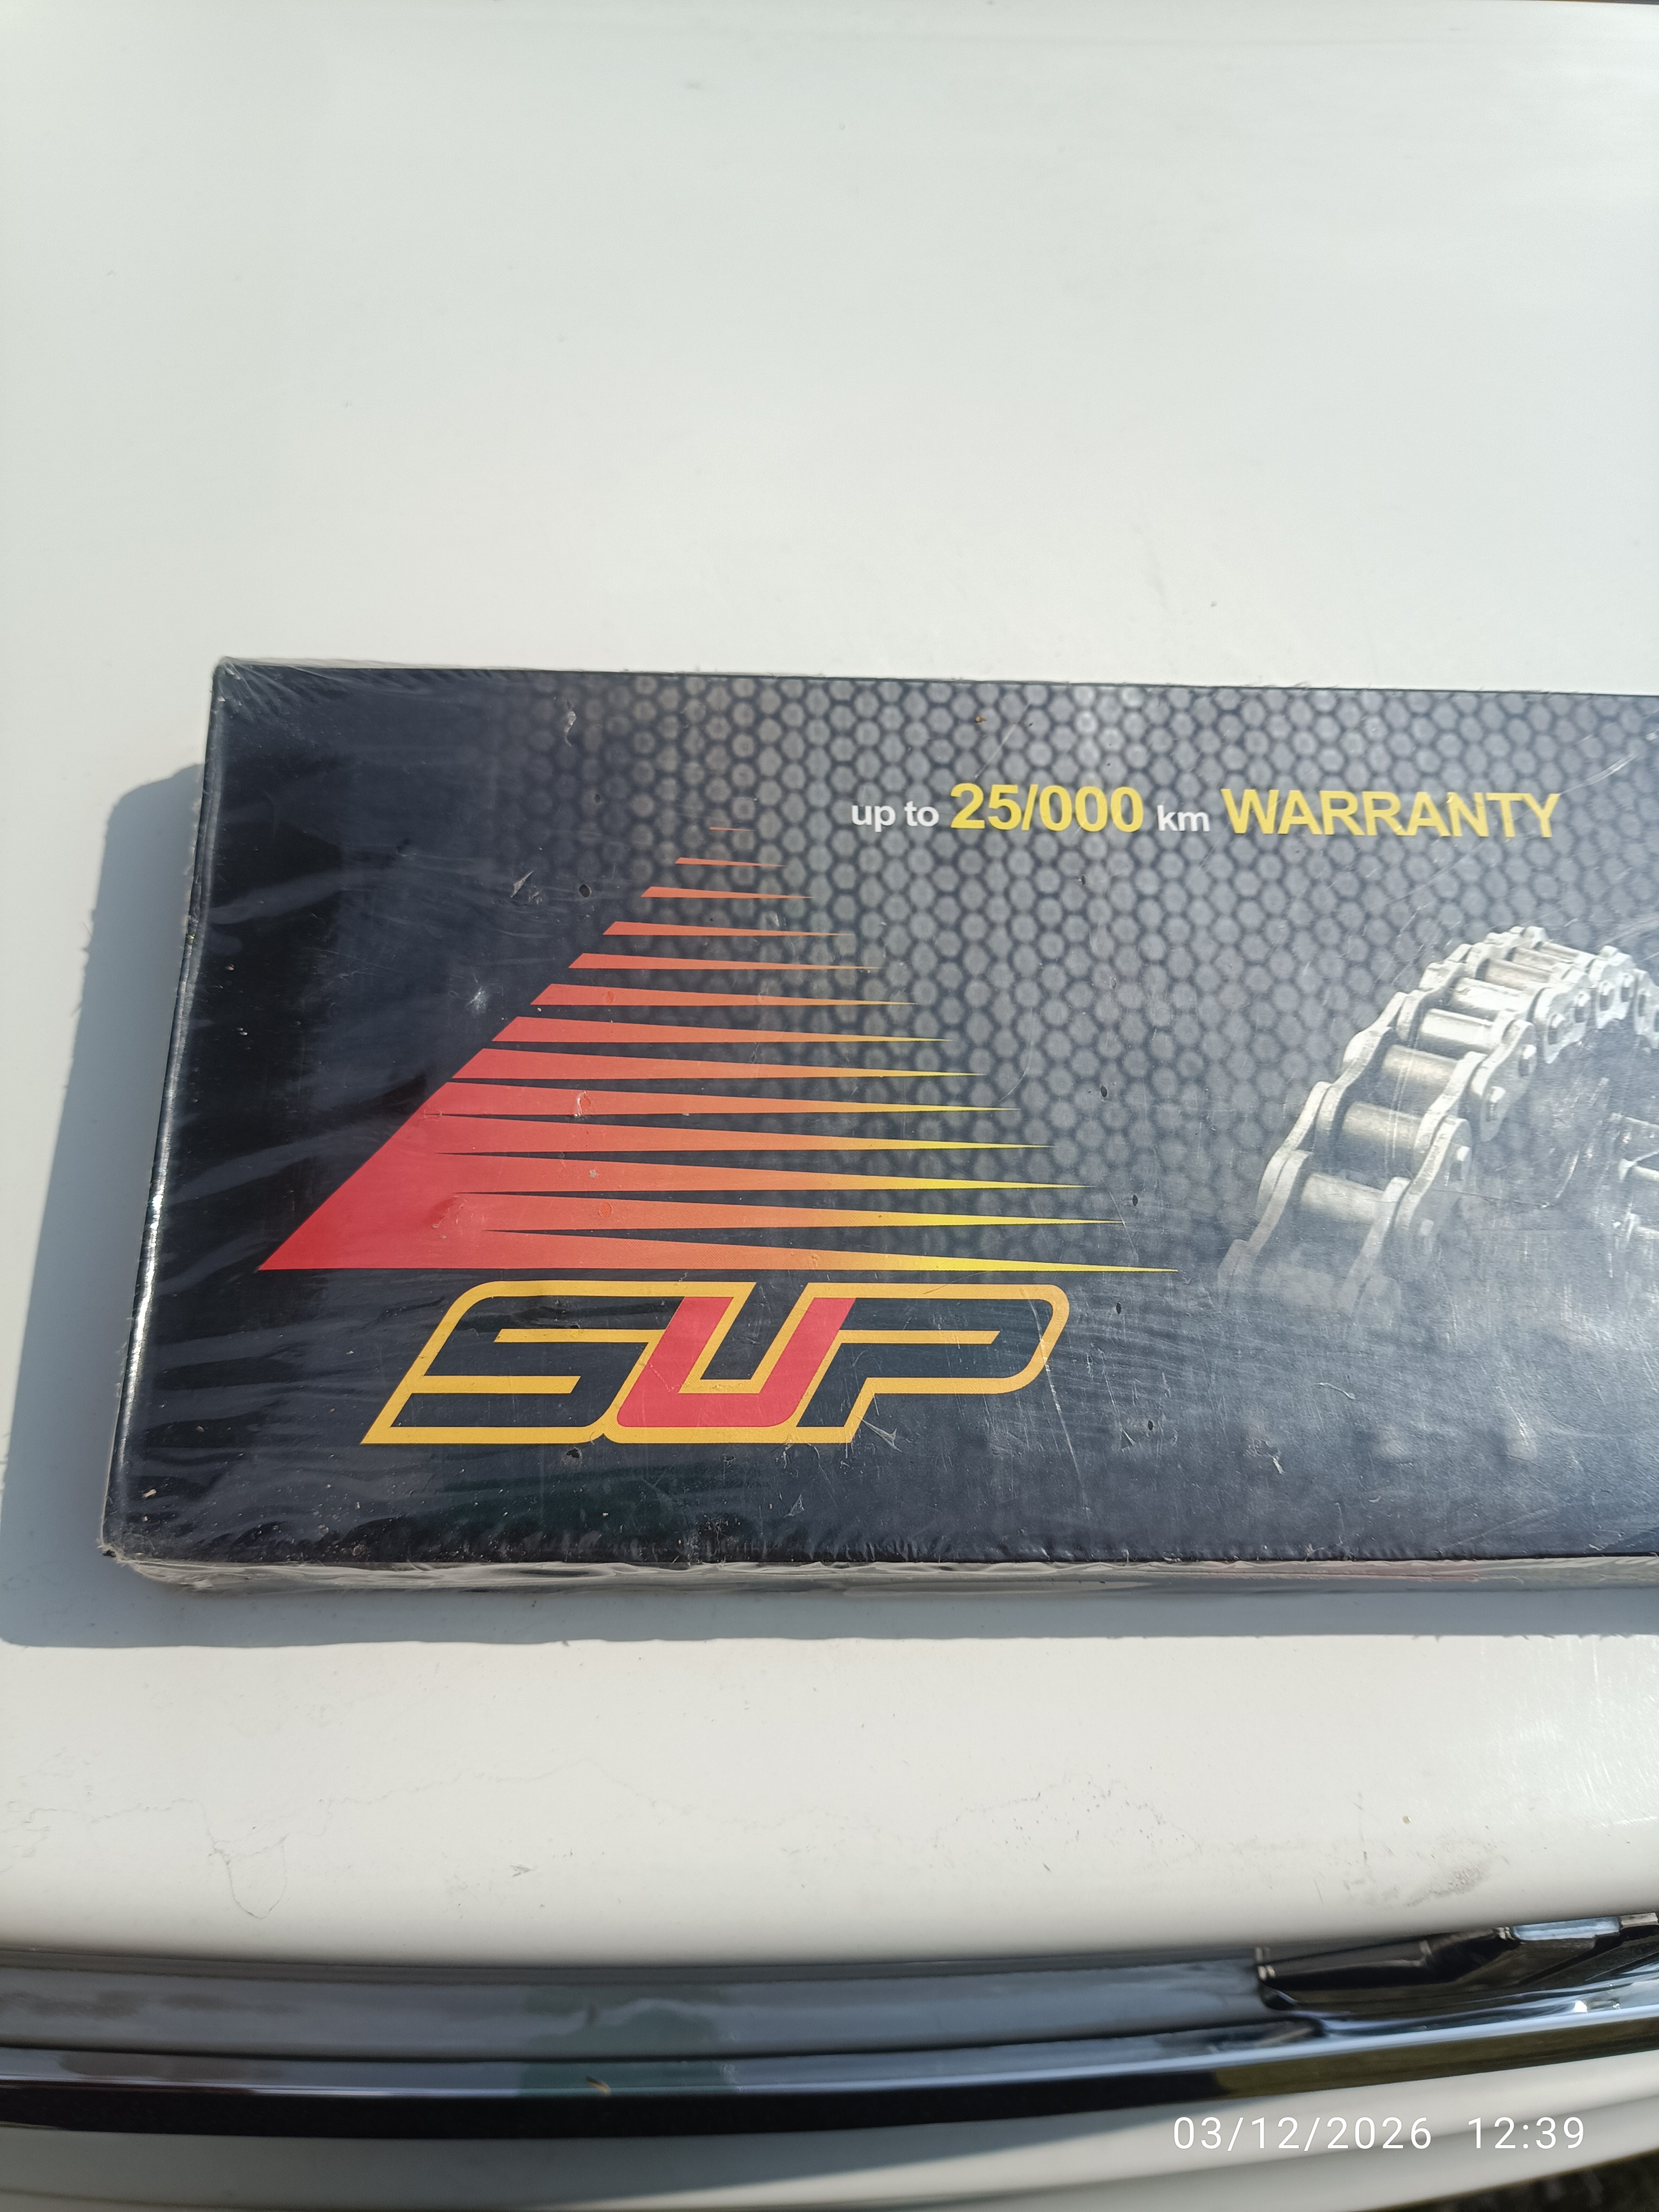 up to 25/000 km WARRANTY
SUP
03/12/2026 12:39